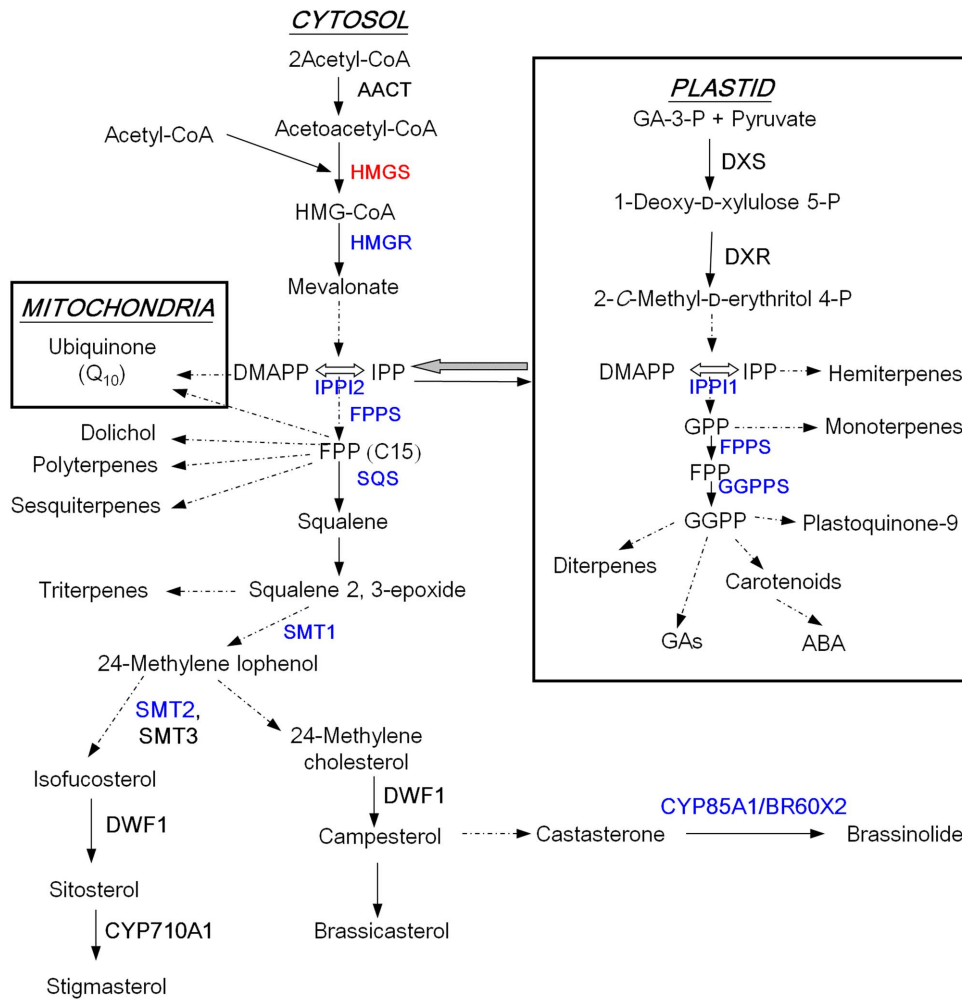 CYTOSOL
2Acetyl-CoA
AACT
Acetyl-CoA
Acetoacetyl-CoA
HMGS
HMG-CoA
HMGR
Mevalonate
MITOCHONDRIA
Ubiquinone
(Q10)
DMAPP
IPP
IPPI2
FPPS
Dolichol
FPP (C15)
Polyterpenes
SQS
Sesquiterpenes
Squalene
Triterpenes
Squalene 2, 3-epoxide
SMT1
24-Methylene lophenol
SMT2,
SMT3
24-Methylene
cholesterol
Isofucosterol
DWF1
DWF1
Campesterol
Castasterone
CYP85A1/BR60X2
Brassinolide
Sitosterol
CYP710A1
Brassicasterol
Stigmasterol
PLASTID
GA-3-P + Pyruvate
DXS
1-Deoxy-D-xylulose 5-P
DXR
2-C-Methyl-D-erythritol 4-P
DMAPP
IPP
Hemiterpenes
IPPI1
GPP
Monoterpenes
FPPS
FPP
GGPPS
GGPP
Plastoquinone-9
Diterpenes
Carotenoids
GAs
ABA